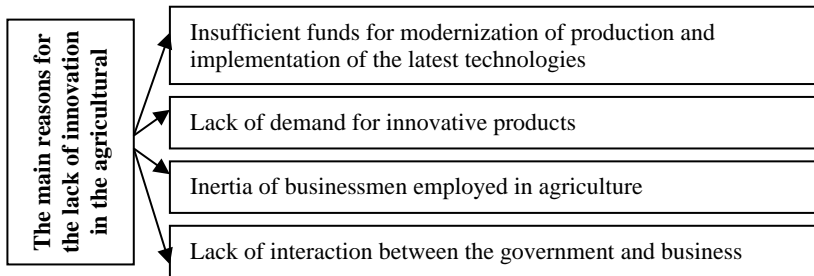 The main reasons for
the lack of innovation
in the agricultural
Insufficient funds for modernization of production and
implementation of the latest technologies
Lack of demand for innovative products
Inertia of businessmen employed in agriculture
Lack of interaction between the government and business